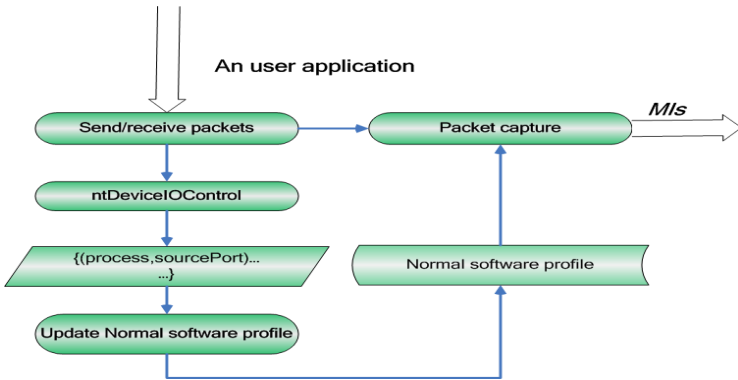 An user application
MIs
Send/receive packets
Packet capture
ntDeviceIOControl
{(process,sourcePort)...
...}
Normal software profile
Update Normal software profile